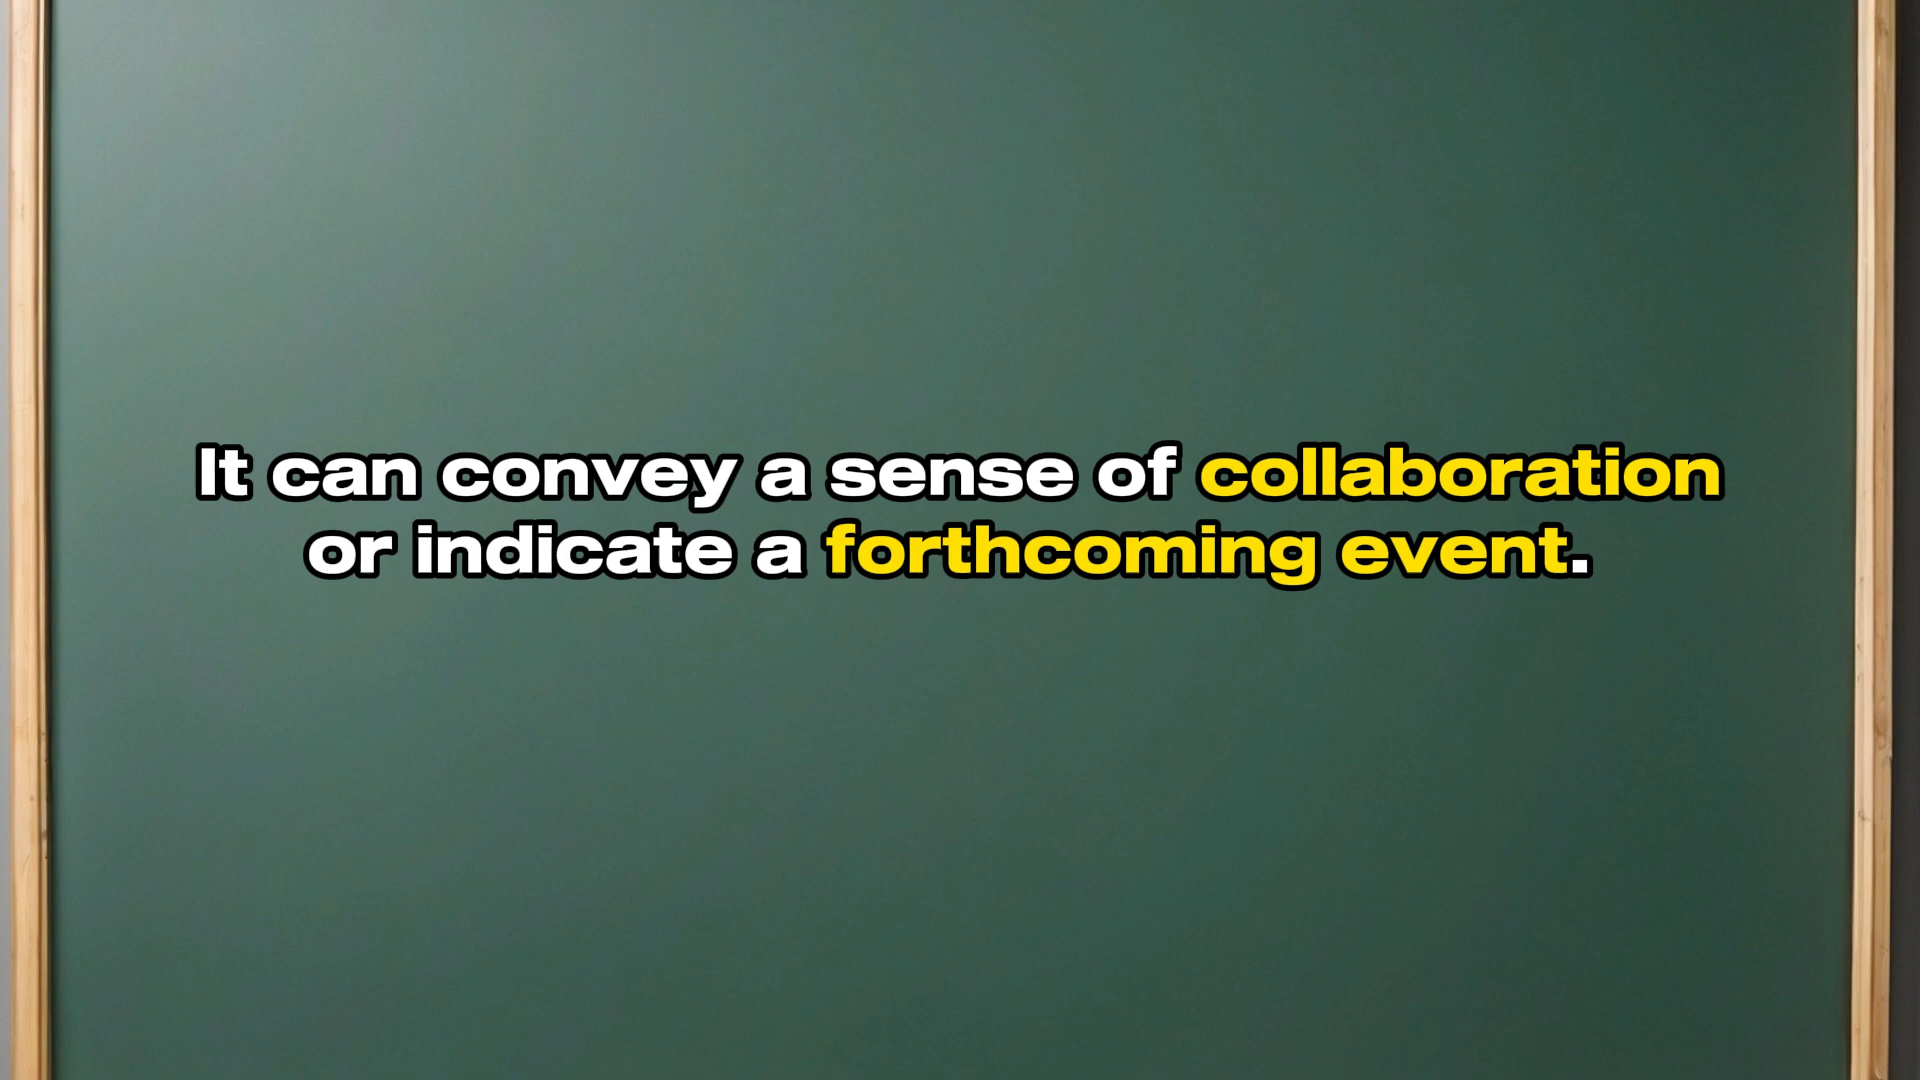 It can convey a sense of collaboration
or indicate a forthcoming event.